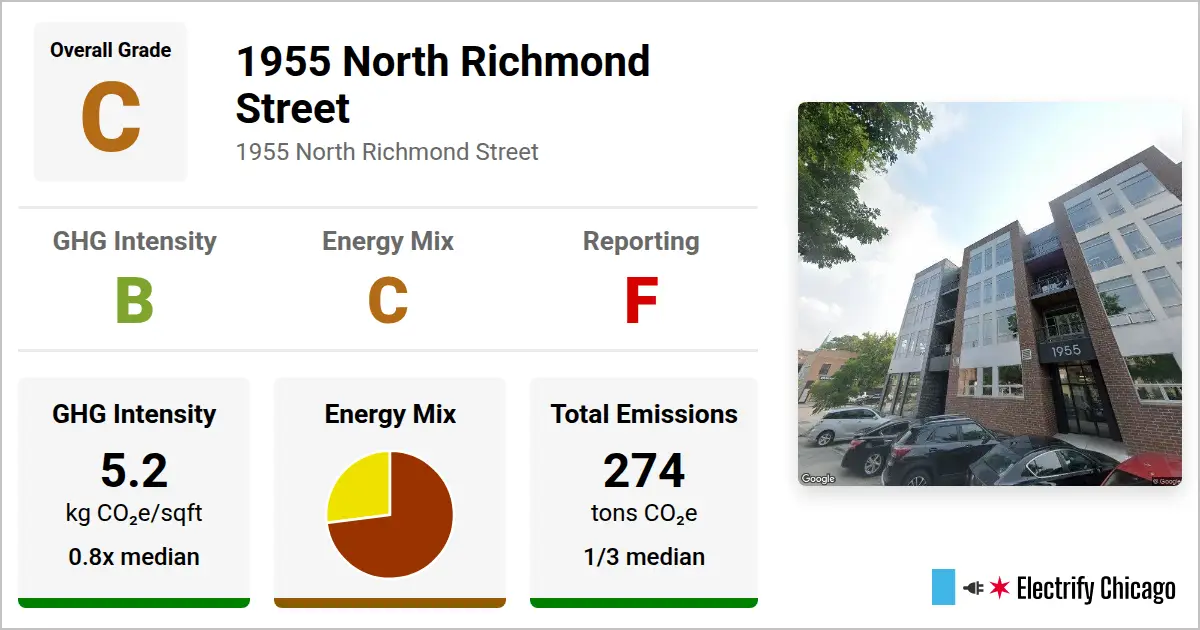 Overall Grade
C
1955 North Richmond
Street
1955 North Richmond Street
GHG Intensity
B
Energy Mix
C
Reporting
F
GHG Intensity
5.2
kg CO₂e/sqft
0.8x median
Energy Mix
Total Emissions
274
tons CO₂e
1/3 median
1955
Google
© Google
Electrify Chicago